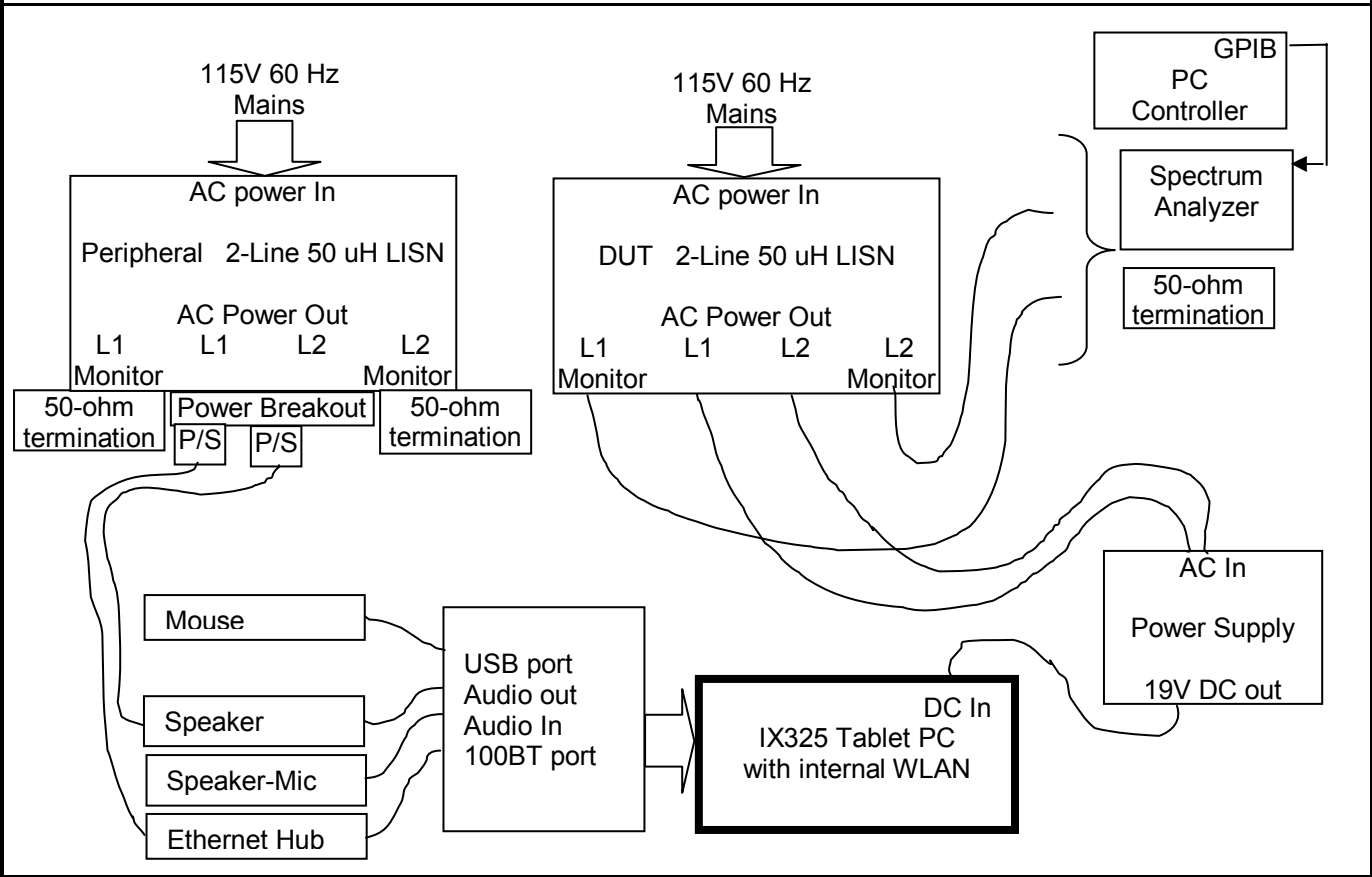 115V 60 Hz
Mains
AC power In
Peripheral 2-Line 50 uH LISN
AC Power Out
L1 L1 L2 L2
Monitor Monitor
50-ohm
termination
Power Breakout
50-ohm
termination
P/S P/S
115V 60 Hz
Mains
AC power In
DUT 2-Line 50 uH LISN
AC Power Out
L1 L1 L2 L2
Monitor Monitor
GPIB
PC
Controller
Spectrum
Analyzer
50-ohm
termination
AC In
Power Supply
19V DC out
Mouse
Speaker
Speaker-Mic
Ethernet Hub
USB port
Audio out
Audio In
100BT port
DC In
IX325 Tablet PC
with internal WLAN